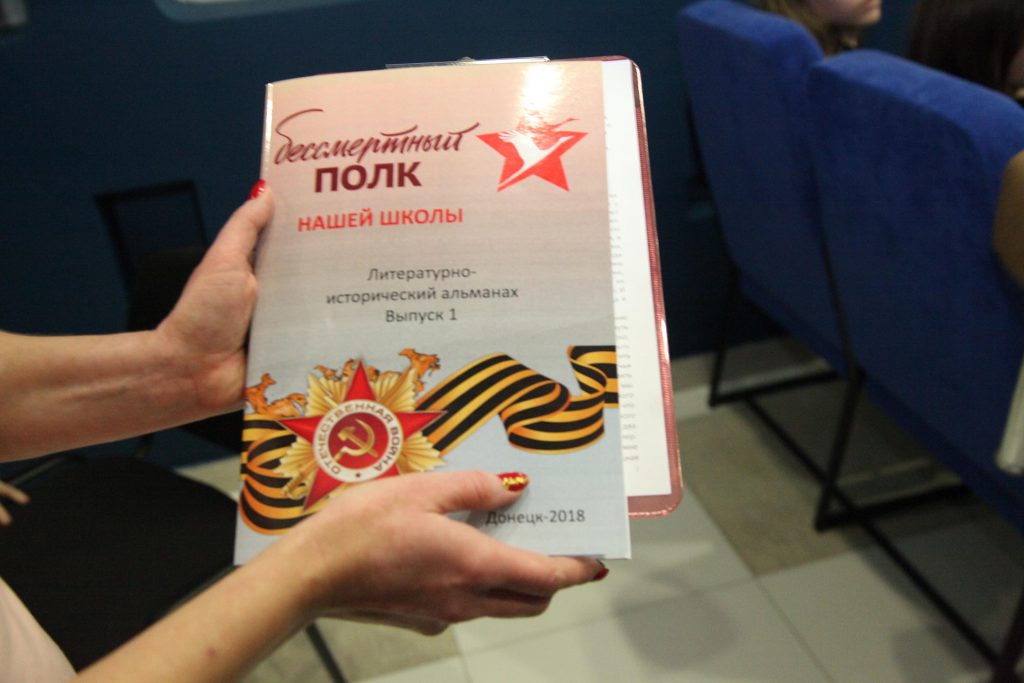 бессмертный
ПОЛК
НАШЕЙ ШКОЛЫ
Литературно-
исторический альманах
Выпуск 1
ОТЕЧЕСТВЕННАЯ ВОЙНА
Донецк-2018